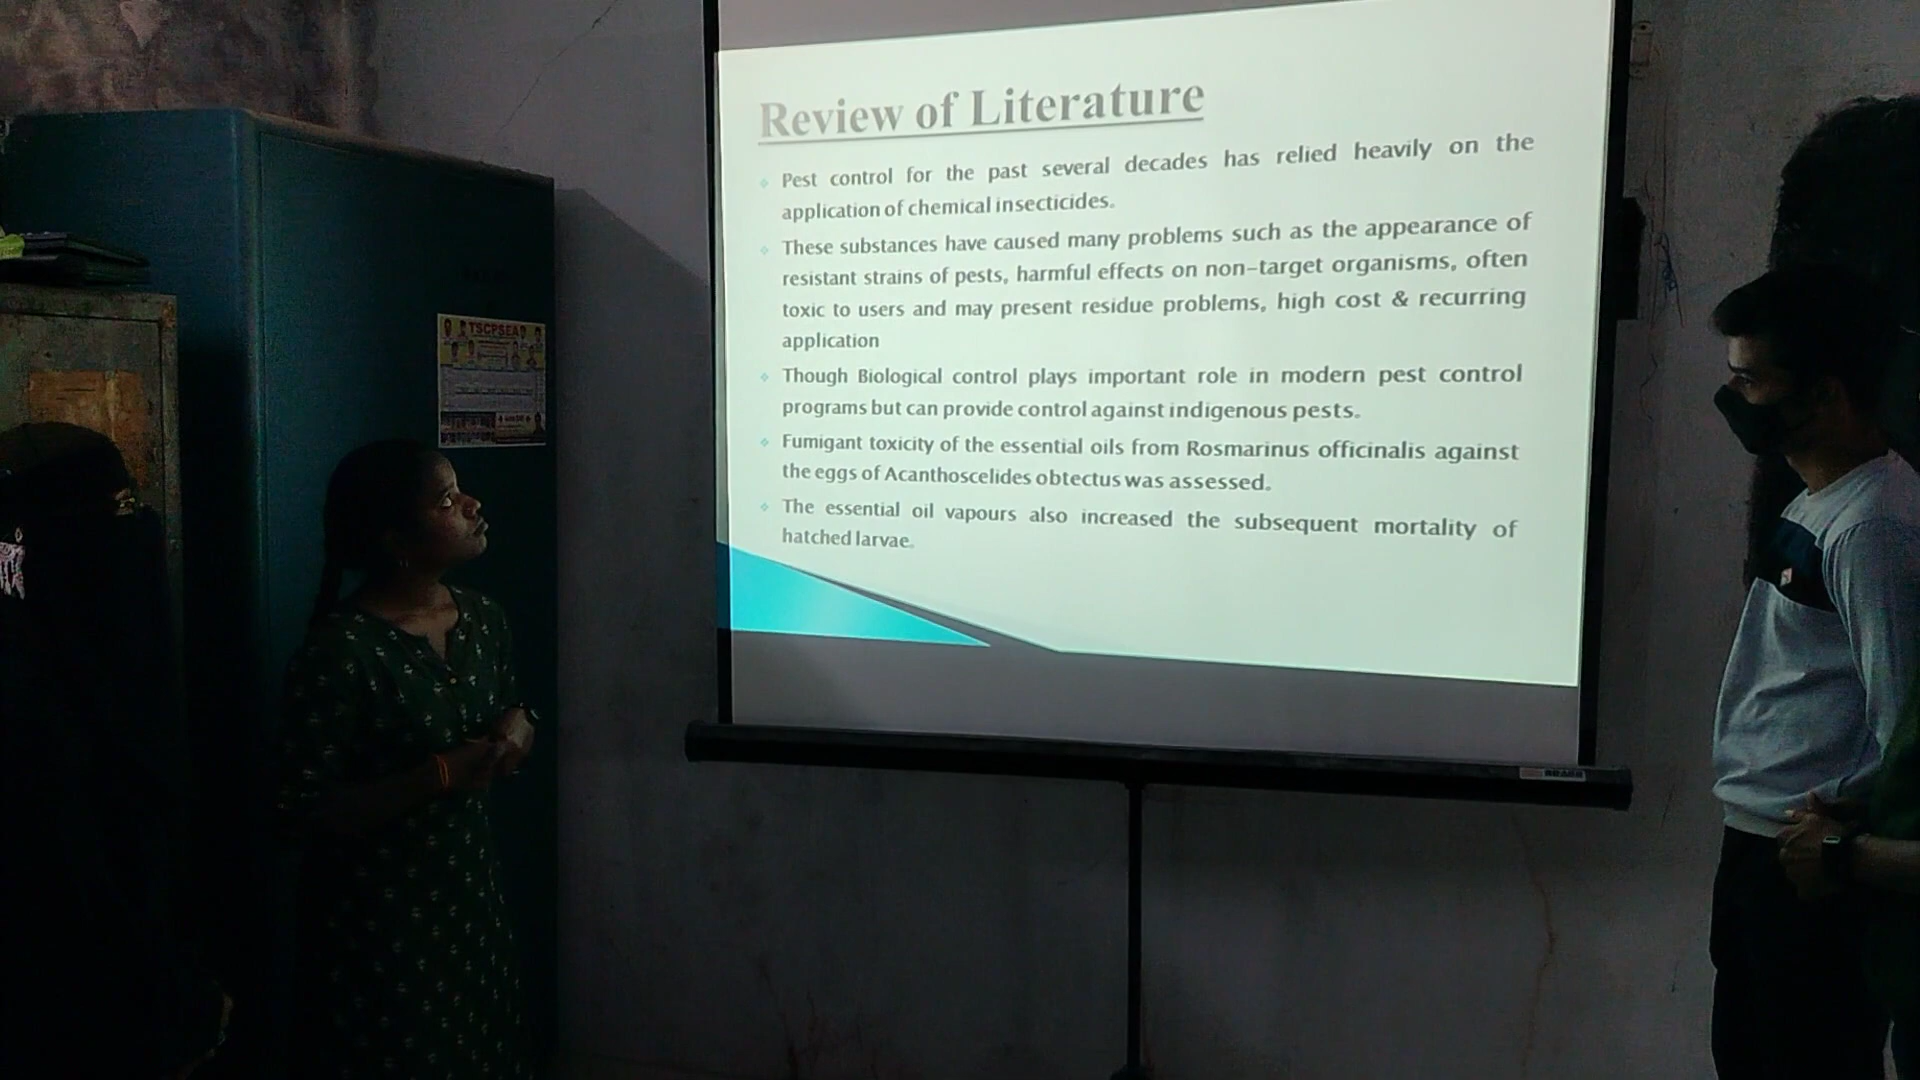 Review of Literature
Pest control for the past several decades has relied heavily on the
application of chemical insecticides.
These substances have caused many problems such as the appearance of
resistant strains of pests, harmful effects on non-target organisms, often
toxic to users and may present residue problems, high cost & recurring
application
Though Biological control plays important role in modern pest control
programs but can provide control against indigenous pests.
Fumigant toxicity of the essential oils from Rosmarinus officinalis against
the eggs of Acanthoscelides obtectus was assessed.
The essential oil vapours also increased the subsequent mortality of
hatched larvae.
TSCPSEA